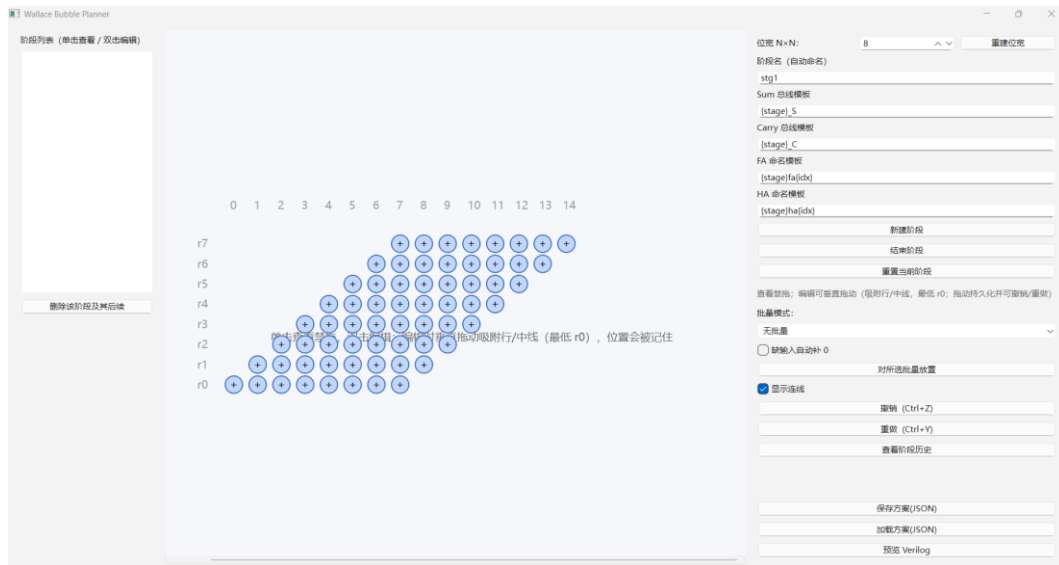 Wallace Bubble Planner
阶段列表（单击查看 / 双击编辑）
删除该阶段及其后续
0 1 2 3 4 5 6 7 8 9 10 11 12 13 14
r7
r6
r5
r4
r3
r2
r1
r0
拖动吸附行/中线（最低 r0），位置会被记住
位宽 N×N:
8
重建位宽
阶段名（自动命名）
stg1
Sum 总线模板
{stage}_S
Carry 总线模板
{stage}_C
FA 命名模板
{stage}fa{idx}
HA 命名模板
{stage}ha{idx}
新建阶段
结束阶段
重置当前阶段
查看禁拖；编辑可垂直拖动（吸附行/中线，最低 r0；拖动持久化并可撤销/重做）
批量模式：
无批量
缺输入自动补 0
对所选批量放置
显示连线
撤销 (Ctrl+Z)
重做 (Ctrl+Y)
查看阶段历史
保存方案(JSON)
加载方案(JSON)
预览 Verilog